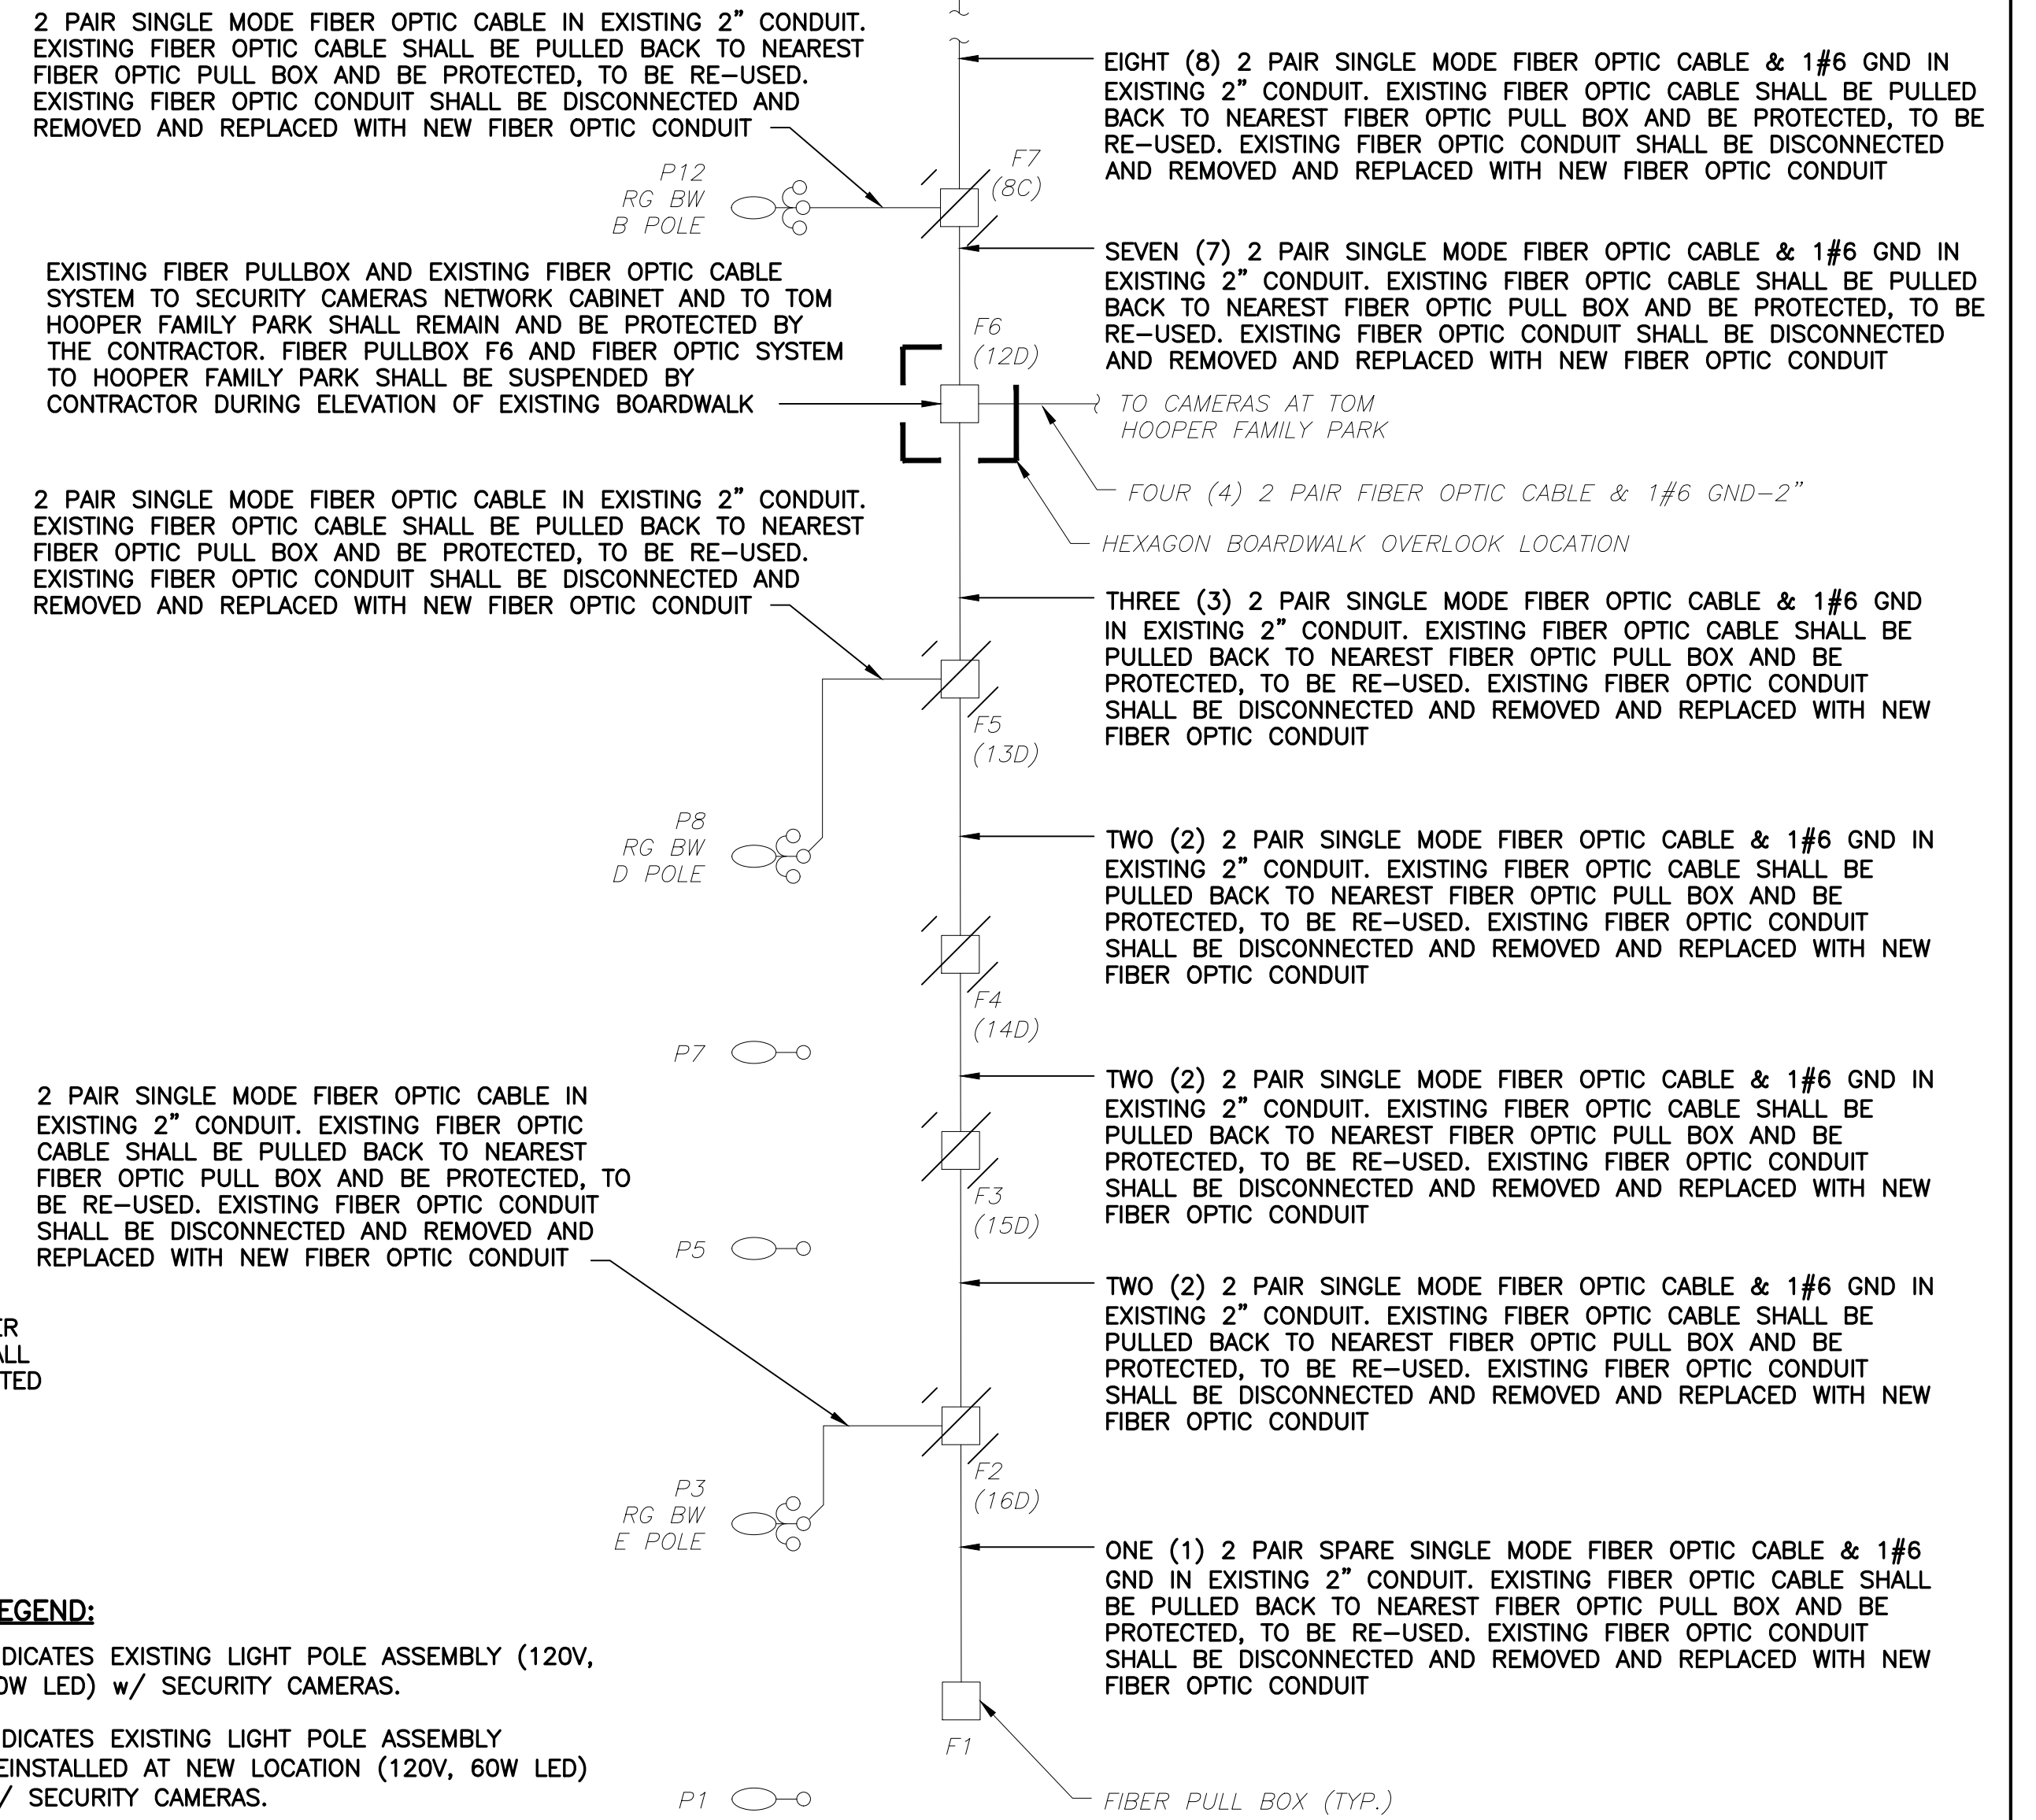 2 PAIR SINGLE MODE FIBER OPTIC CABLE IN EXISTING 2" CONDUIT.
EXISTING FIBER OPTIC CABLE SHALL BE PULLED BACK TO NEAREST
FIBER OPTIC PULL BOX AND BE PROTECTED, TO BE RE-USED.
EXISTING FIBER OPTIC CONDUIT SHALL BE DISCONNECTED AND
REMOVED AND REPLACED WITH NEW FIBER OPTIC CONDUIT
EIGHT (8) 2 PAIR SINGLE MODE FIBER OPTIC CABLE & 1#6 GND IN
EXISTING 2" CONDUIT. EXISTING FIBER OPTIC CABLE SHALL BE PULLED
BACK TO NEAREST FIBER OPTIC PULL BOX AND BE PROTECTED, TO BE
RE-USED. EXISTING FIBER OPTIC CONDUIT SHALL BE DISCONNECTED
AND REMOVED AND REPLACED WITH NEW FIBER OPTIC CONDUIT
P12
RG BW
B POLE
F7
(8C)
SEVEN (7) 2 PAIR SINGLE MODE FIBER OPTIC CABLE & 1#6 GND IN
EXISTING 2" CONDUIT. EXISTING FIBER OPTIC CABLE SHALL BE PULLED
BACK TO NEAREST FIBER OPTIC PULL BOX AND BE PROTECTED, TO BE
RE-USED. EXISTING FIBER OPTIC CONDUIT SHALL BE DISCONNECTED
AND REMOVED AND REPLACED WITH NEW FIBER OPTIC CONDUIT
EXISTING FIBER PULLBOX AND EXISTING FIBER OPTIC CABLE
SYSTEM TO SECURITY CAMERAS NETWORK CABINET AND TO TOM
HOOPER FAMILY PARK SHALL REMAIN AND BE PROTECTED BY
THE CONTRACTOR. FIBER PULLBOX F6 AND FIBER OPTIC SYSTEM
TO HOOPER FAMILY PARK SHALL BE SUSPENDED BY
CONTRACTOR DURING ELEVATION OF EXISTING BOARDWALK
F6
(12D)
TO CAMERAS AT TOM
HOOPER FAMILY PARK
FOUR (4) 2 PAIR FIBER OPTIC CABLE & 1#6 GND-2"
HEXAGON BOARDWALK OVERLOOK LOCATION
2 PAIR SINGLE MODE FIBER OPTIC CABLE IN EXISTING 2" CONDUIT.
EXISTING FIBER OPTIC CABLE SHALL BE PULLED BACK TO NEAREST
FIBER OPTIC PULL BOX AND BE PROTECTED, TO BE RE-USED.
EXISTING FIBER OPTIC CONDUIT SHALL BE DISCONNECTED AND
REMOVED AND REPLACED WITH NEW FIBER OPTIC CONDUIT
THREE (3) 2 PAIR SINGLE MODE FIBER OPTIC CABLE & 1#6 GND
IN EXISTING 2" CONDUIT. EXISTING FIBER OPTIC CABLE SHALL BE
PULLED BACK TO NEAREST FIBER OPTIC PULL BOX AND BE
PROTECTED, TO BE RE-USED. EXISTING FIBER OPTIC CONDUIT
SHALL BE DISCONNECTED AND REMOVED AND REPLACED WITH NEW
FIBER OPTIC CONDUIT
F5
(13D)
P8
RG BW
D POLE
TWO (2) 2 PAIR SINGLE MODE FIBER OPTIC CABLE & 1#6 GND IN
EXISTING 2" CONDUIT. EXISTING FIBER OPTIC CABLE SHALL BE
PULLED BACK TO NEAREST FIBER OPTIC PULL BOX AND BE
PROTECTED, TO BE RE-USED. EXISTING FIBER OPTIC CONDUIT
SHALL BE DISCONNECTED AND REMOVED AND REPLACED WITH NEW
FIBER OPTIC CONDUIT
F4
(14D)
P7
TWO (2) 2 PAIR SINGLE MODE FIBER OPTIC CABLE & 1#6 GND IN
EXISTING 2" CONDUIT. EXISTING FIBER OPTIC CABLE SHALL BE
PULLED BACK TO NEAREST FIBER OPTIC PULL BOX AND BE
PROTECTED, TO BE RE-USED. EXISTING FIBER OPTIC CONDUIT
SHALL BE DISCONNECTED AND REMOVED AND REPLACED WITH NEW
FIBER OPTIC CONDUIT
2 PAIR SINGLE MODE FIBER OPTIC CABLE IN
EXISTING 2" CONDUIT. EXISTING FIBER OPTIC
CABLE SHALL BE PULLED BACK TO NEAREST
FIBER OPTIC PULL BOX AND BE PROTECTED, TO
BE RE-USED. EXISTING FIBER OPTIC CONDUIT
SHALL BE DISCONNECTED AND REMOVED AND
REPLACED WITH NEW FIBER OPTIC CONDUIT
F3
(15D)
P5
TWO (2) 2 PAIR SINGLE MODE FIBER OPTIC CABLE & 1#6 GND IN
EXISTING 2" CONDUIT. EXISTING FIBER OPTIC CABLE SHALL BE
PULLED BACK TO NEAREST FIBER OPTIC PULL BOX AND BE
PROTECTED, TO BE RE-USED. EXISTING FIBER OPTIC CONDUIT
SHALL BE DISCONNECTED AND REMOVED AND REPLACED WITH NEW
FIBER OPTIC CONDUIT
ER
ALL
TED
F2
(16D)
P3
RG BW
E POLE
ONE (1) 2 PAIR SPARE SINGLE MODE FIBER OPTIC CABLE & 1#6
GND IN EXISTING 2" CONDUIT. EXISTING FIBER OPTIC CABLE SHALL
BE PULLED BACK TO NEAREST FIBER OPTIC PULL BOX AND BE
PROTECTED, TO BE RE-USED. EXISTING FIBER OPTIC CONDUIT
SHALL BE DISCONNECTED AND REMOVED AND REPLACED WITH NEW
FIBER OPTIC CONDUIT
EGEND:
DICATES EXISTING LIGHT POLE ASSEMBLY (120V,
0W LED) w/ SECURITY CAMERAS.
DICATES EXISTING LIGHT POLE ASSEMBLY
EINSTALLED AT NEW LOCATION (120V, 60W LED)
/ SECURITY CAMERAS.
F1
P1
FIBER PULL BOX (TYP.)